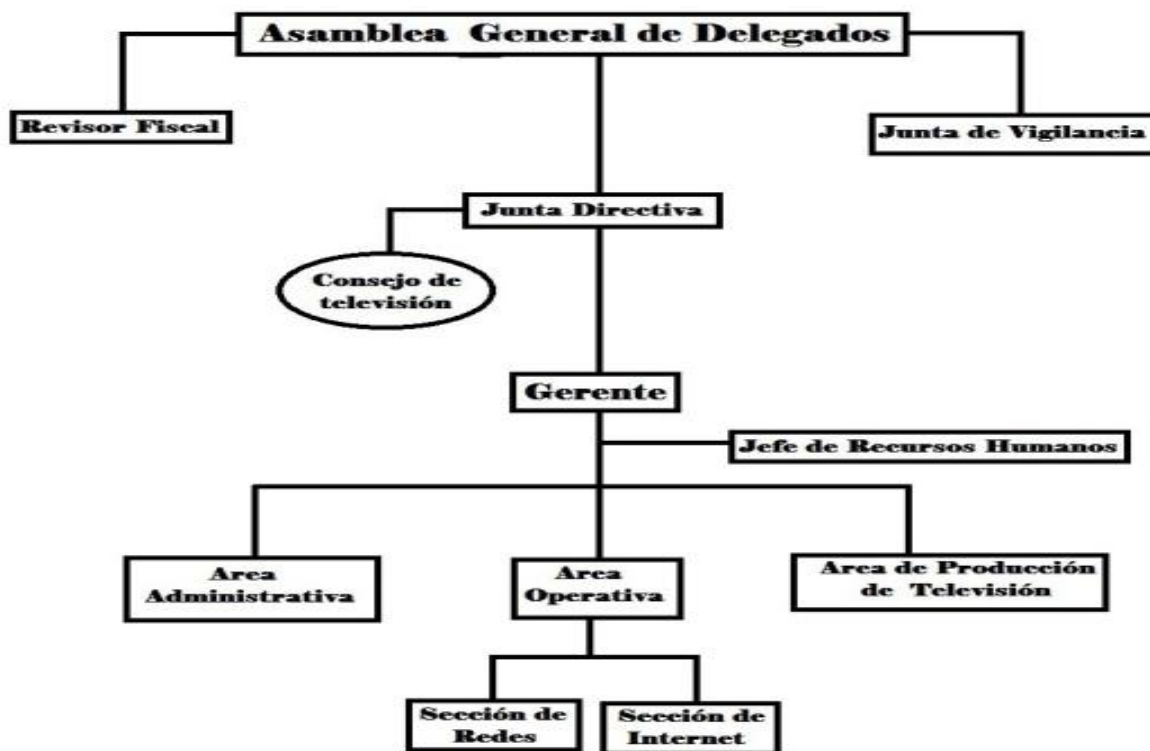 Asamblea General de Delegados
Revisor Fiscal
Junta de Vigilancia
Junta Directiva
Consejo de
televisión
Gerente
Jefe de Recursos Humanos
Area
Administrativa
Area
Operativa
Area de Producción
de Televisión
Sección de
Redes
Sección de
Internet